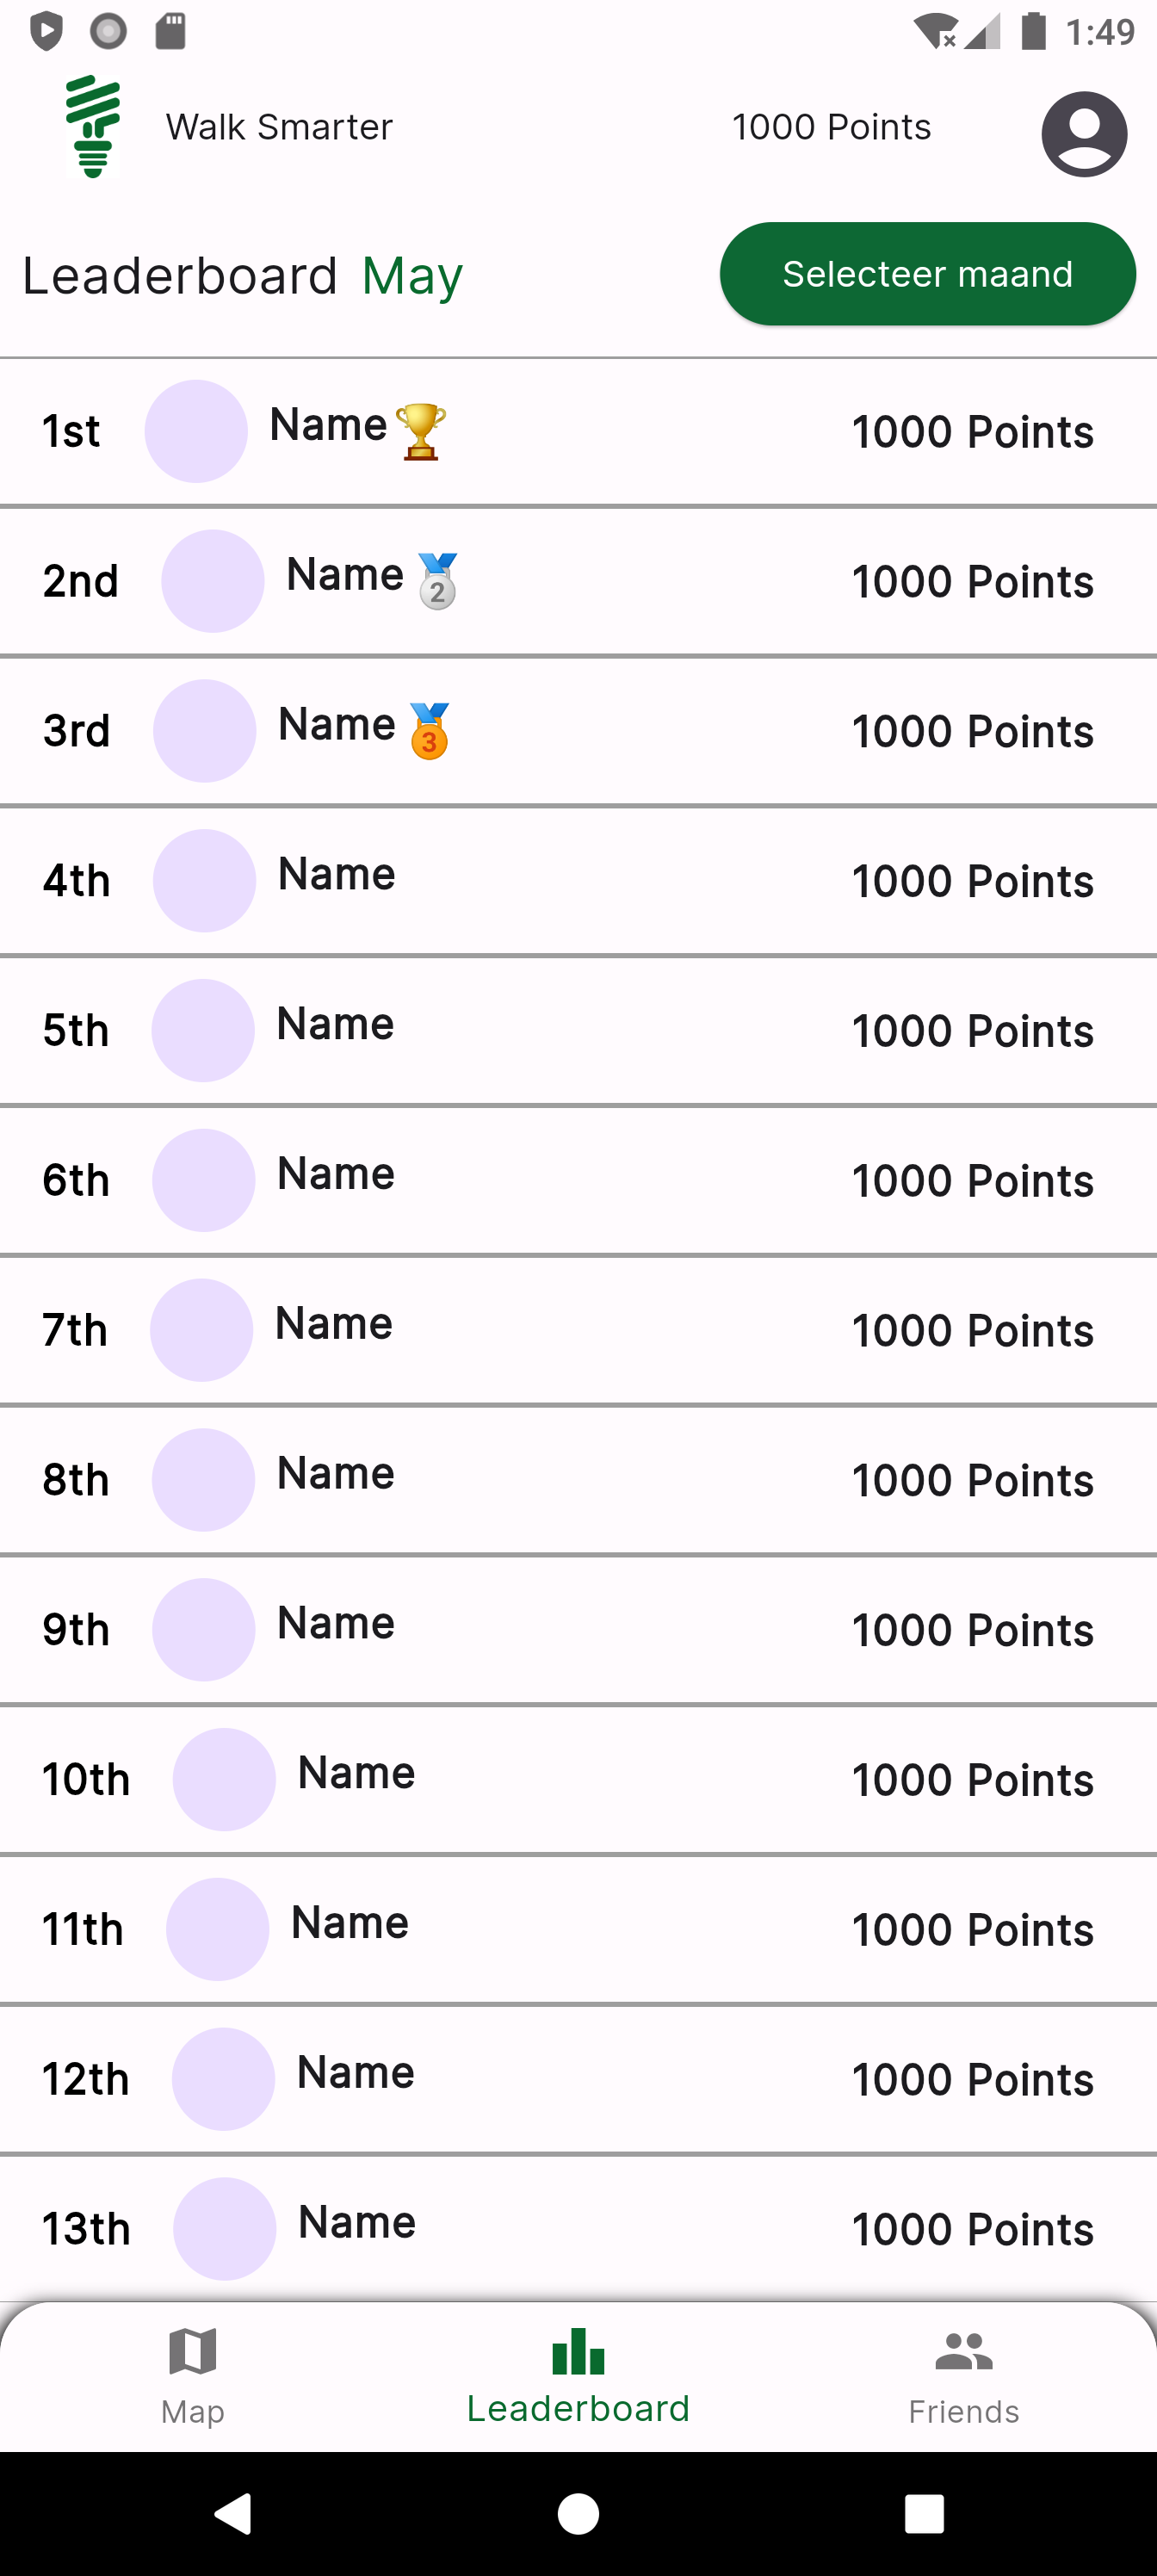 1:49
Walk Smarter 1000 Points
Leaderboard May Selecteer maand
1st Name🏆 1000 Points
2nd Name🥈 1000 Points
3rd Name🥉 1000 Points
4th Name 1000 Points
5th Name 1000 Points
6th Name 1000 Points
7th Name 1000 Points
8th Name 1000 Points
9th Name 1000 Points
10th Name 1000 Points
11th Name 1000 Points
12th Name 1000 Points
13th Name 1000 Points
Map Leaderboard Friends